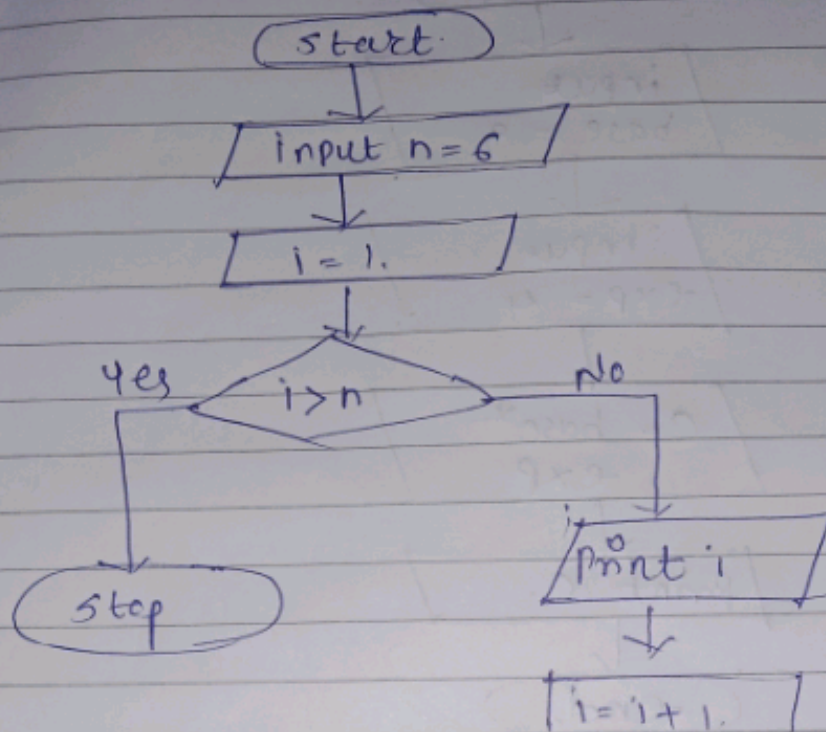 start.
input n = 6
i = 1.
i > n
Yes
No
print i
stop
i = i + 1.